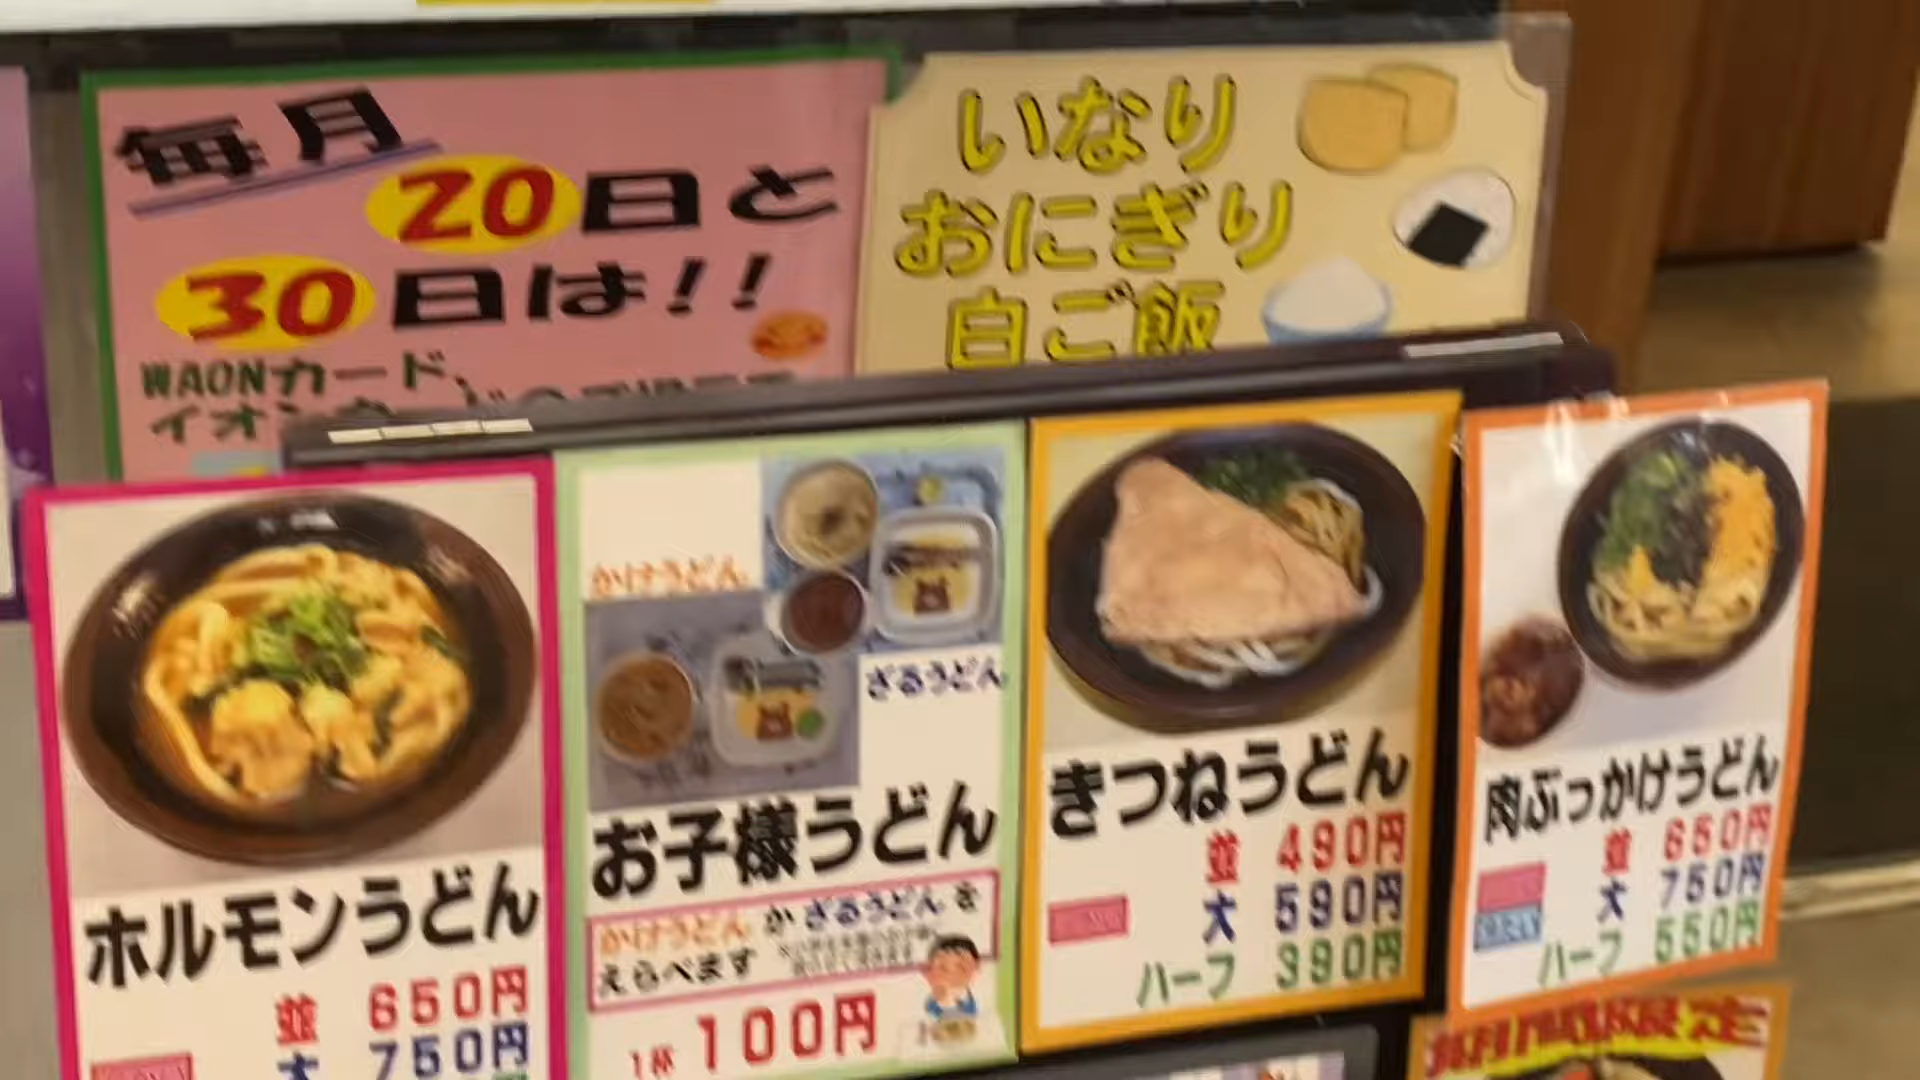 毎月
20日と
30日は!!
WAONカード、
イオン
いなり
おにぎり
白ご飯
ホルモンうどん
並 650円
大 750円
かけうどん
ざるうどん
お子様うどん
かけうどん か ざるうどん を
えらべます
1杯 100円
きつねうどん
並 490円
大 590円
ハーフ 390円
肉ぶっかけうどん
並 650円
大 750円
ハーフ 550円